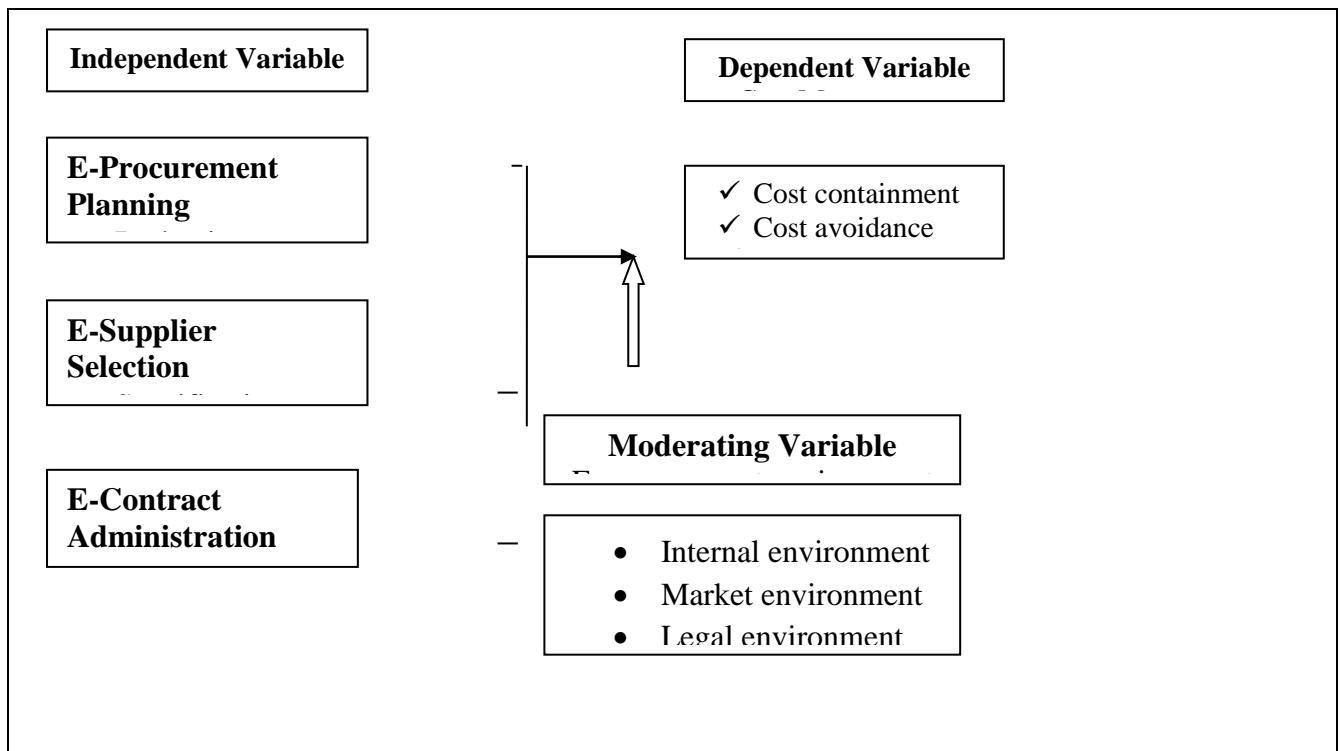 Independent Variable
E-Procurement
Planning
E-Supplier
Selection
E-Contract
Administration
Dependent Variable
✓ Cost containment
✓ Cost avoidance
Moderating Variable
• Internal environment
• Market environment
• Legal environment